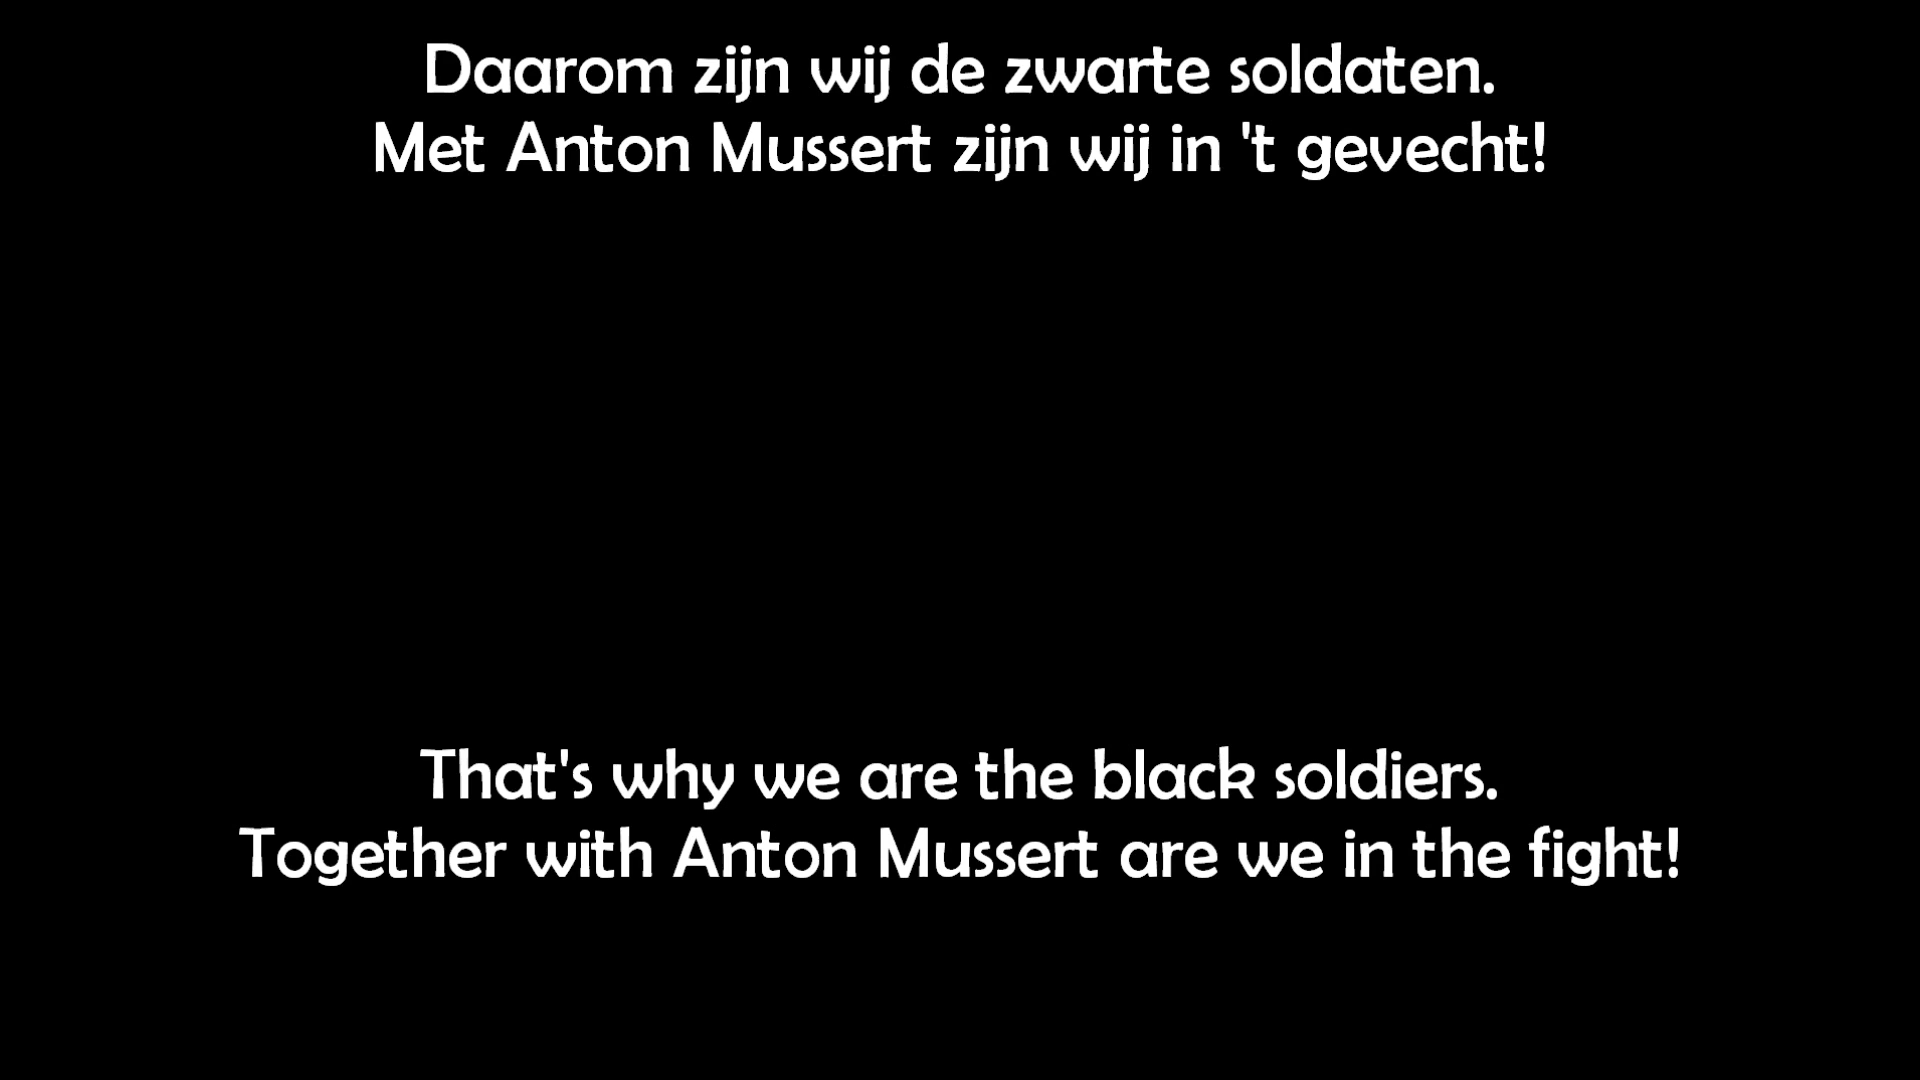 Daarom zijn wij de zwarte soldaten.
Met Anton Mussert zijn wij in 't gevecht!
That's why we are the black soldiers.
Together with Anton Mussert are we in the fight!